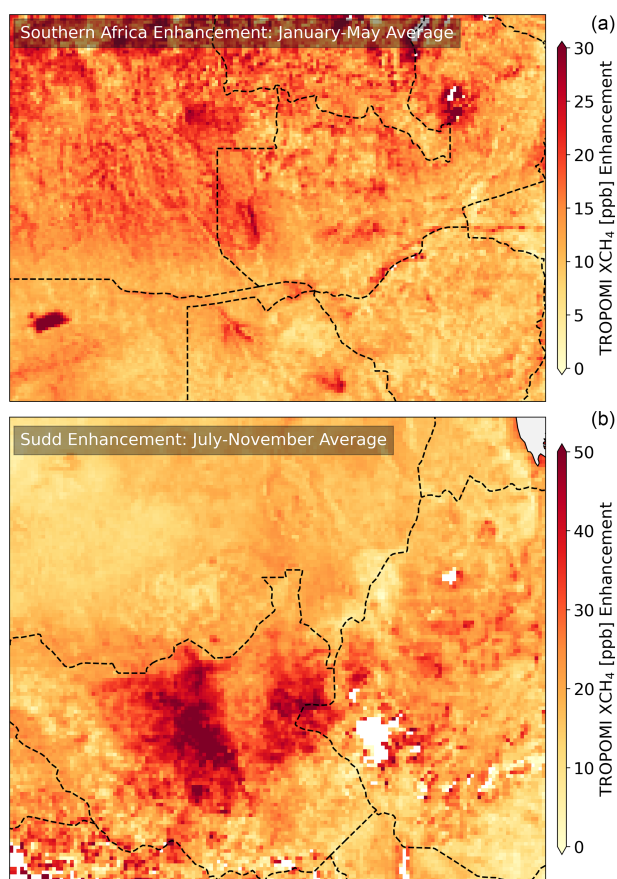 (a)
Southern Africa Enhancement: January-May Average
30
25
20
15
10
5
0
TROPOMI XCH₄ [ppb] Enhancement
(b)
Sudd Enhancement: July-November Average
50
40
30
20
10
0
TROPOMI XCH₄ [ppb] Enhancement